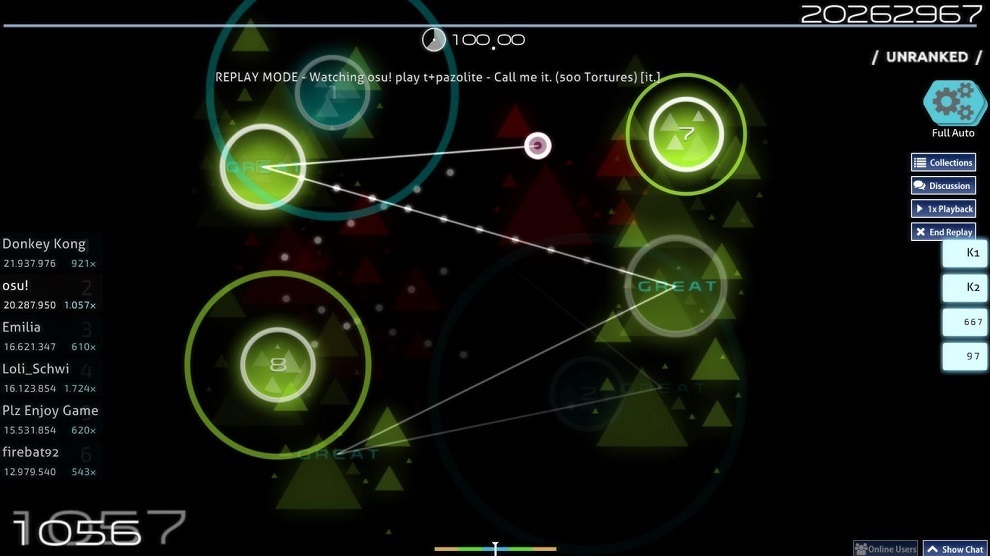 20262967
100.00
/ UNRANKED /
REPLAY MODE - Watching osu! play t+pazolite - Call me it. (500 Tortures) [it.]
Full Auto
1
7
GREAT
Collections
Discussion
1x Playback
End Replay
K1
K2
667
97
Donkey Kong
21.937.976 921x
osu! 2
20.287.950 1.057x
Emilia 3
16.621.347 610x
Loli_Schwi 4
16.123.854 1.724x
Plz Enjoy Game
15.531.854 620x
firebat92 6
12.979.540 543x
GREAT
8
2
GREAT
GREAT
1056
1057
Online Users
Show Chat